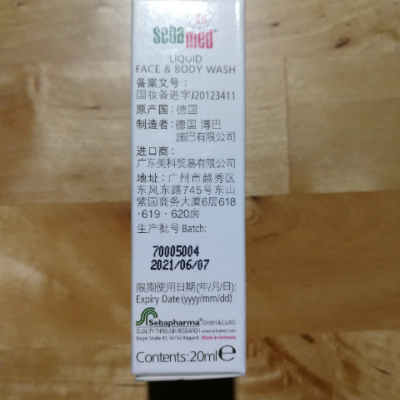 sebamed®
LIQUID
FACE & BODY WASH
备案文号:
国妆备进字J20123411
原产国:德国
制造者:德国 博巴
施巴有限公司
进口商:
广东美科贸易有限公司
地址:广州市越秀区
东风东路745号东山
紫园商务大厦6层618
·619·620房
生产批号 Batch:
70005004
2021/06/07
限期使用日期(年/月/日):
Expiry Date (yyyy/mm/dd)
Sebapharma® GmbH & Co.KG
QUALITY THROUGH RESEARCH
Made in Germany
Contents:20ml℮